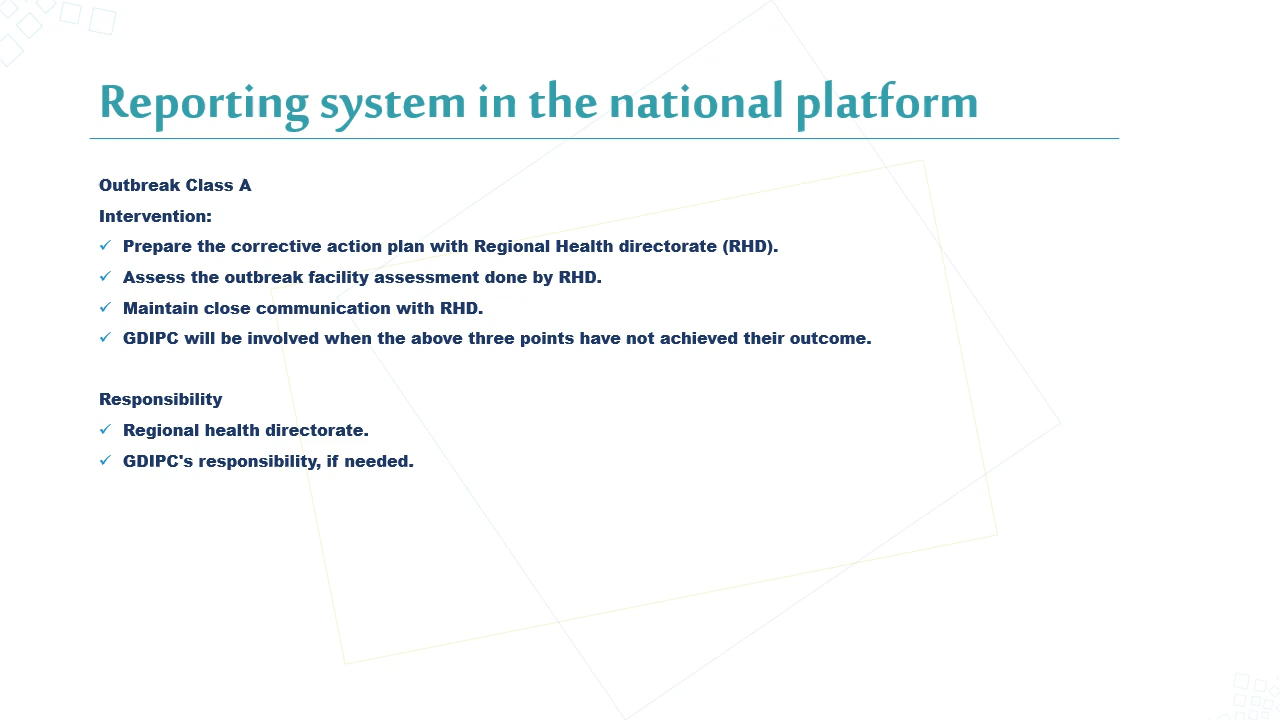 Reporting system in the national platform
Outbreak Class A
Intervention:
✓ Prepare the corrective action plan with Regional Health directorate (RHD).
✓ Assess the outbreak facility assessment done by RHD.
✓ Maintain close communication with RHD.
✓ GDIPC will be involved when the above three points have not achieved their outcome.
Responsibility
✓ Regional health directorate.
✓ GDIPC's responsibility, if needed.